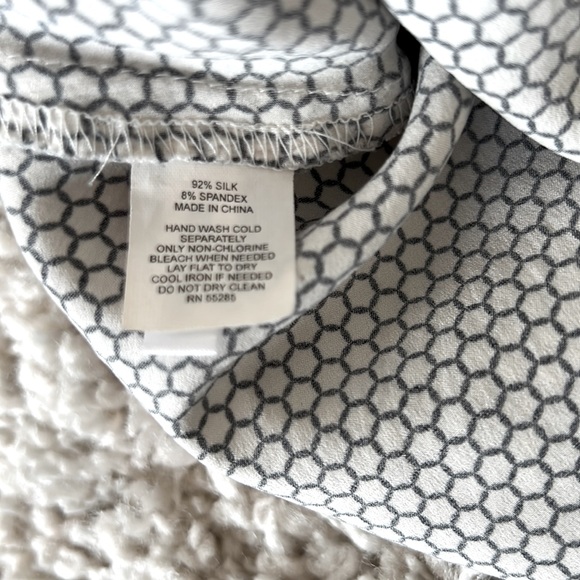 92% SILK
8% SPANDEX
MADE IN CHINA
HAND WASH COLD
SEPARATELY
ONLY NON-CHLORINE
BLEACH WHEN NEEDED
LAY FLAT TO DRY
COOL IRON IF NEEDED
DO NOT DRY CLEAN
RN 55285